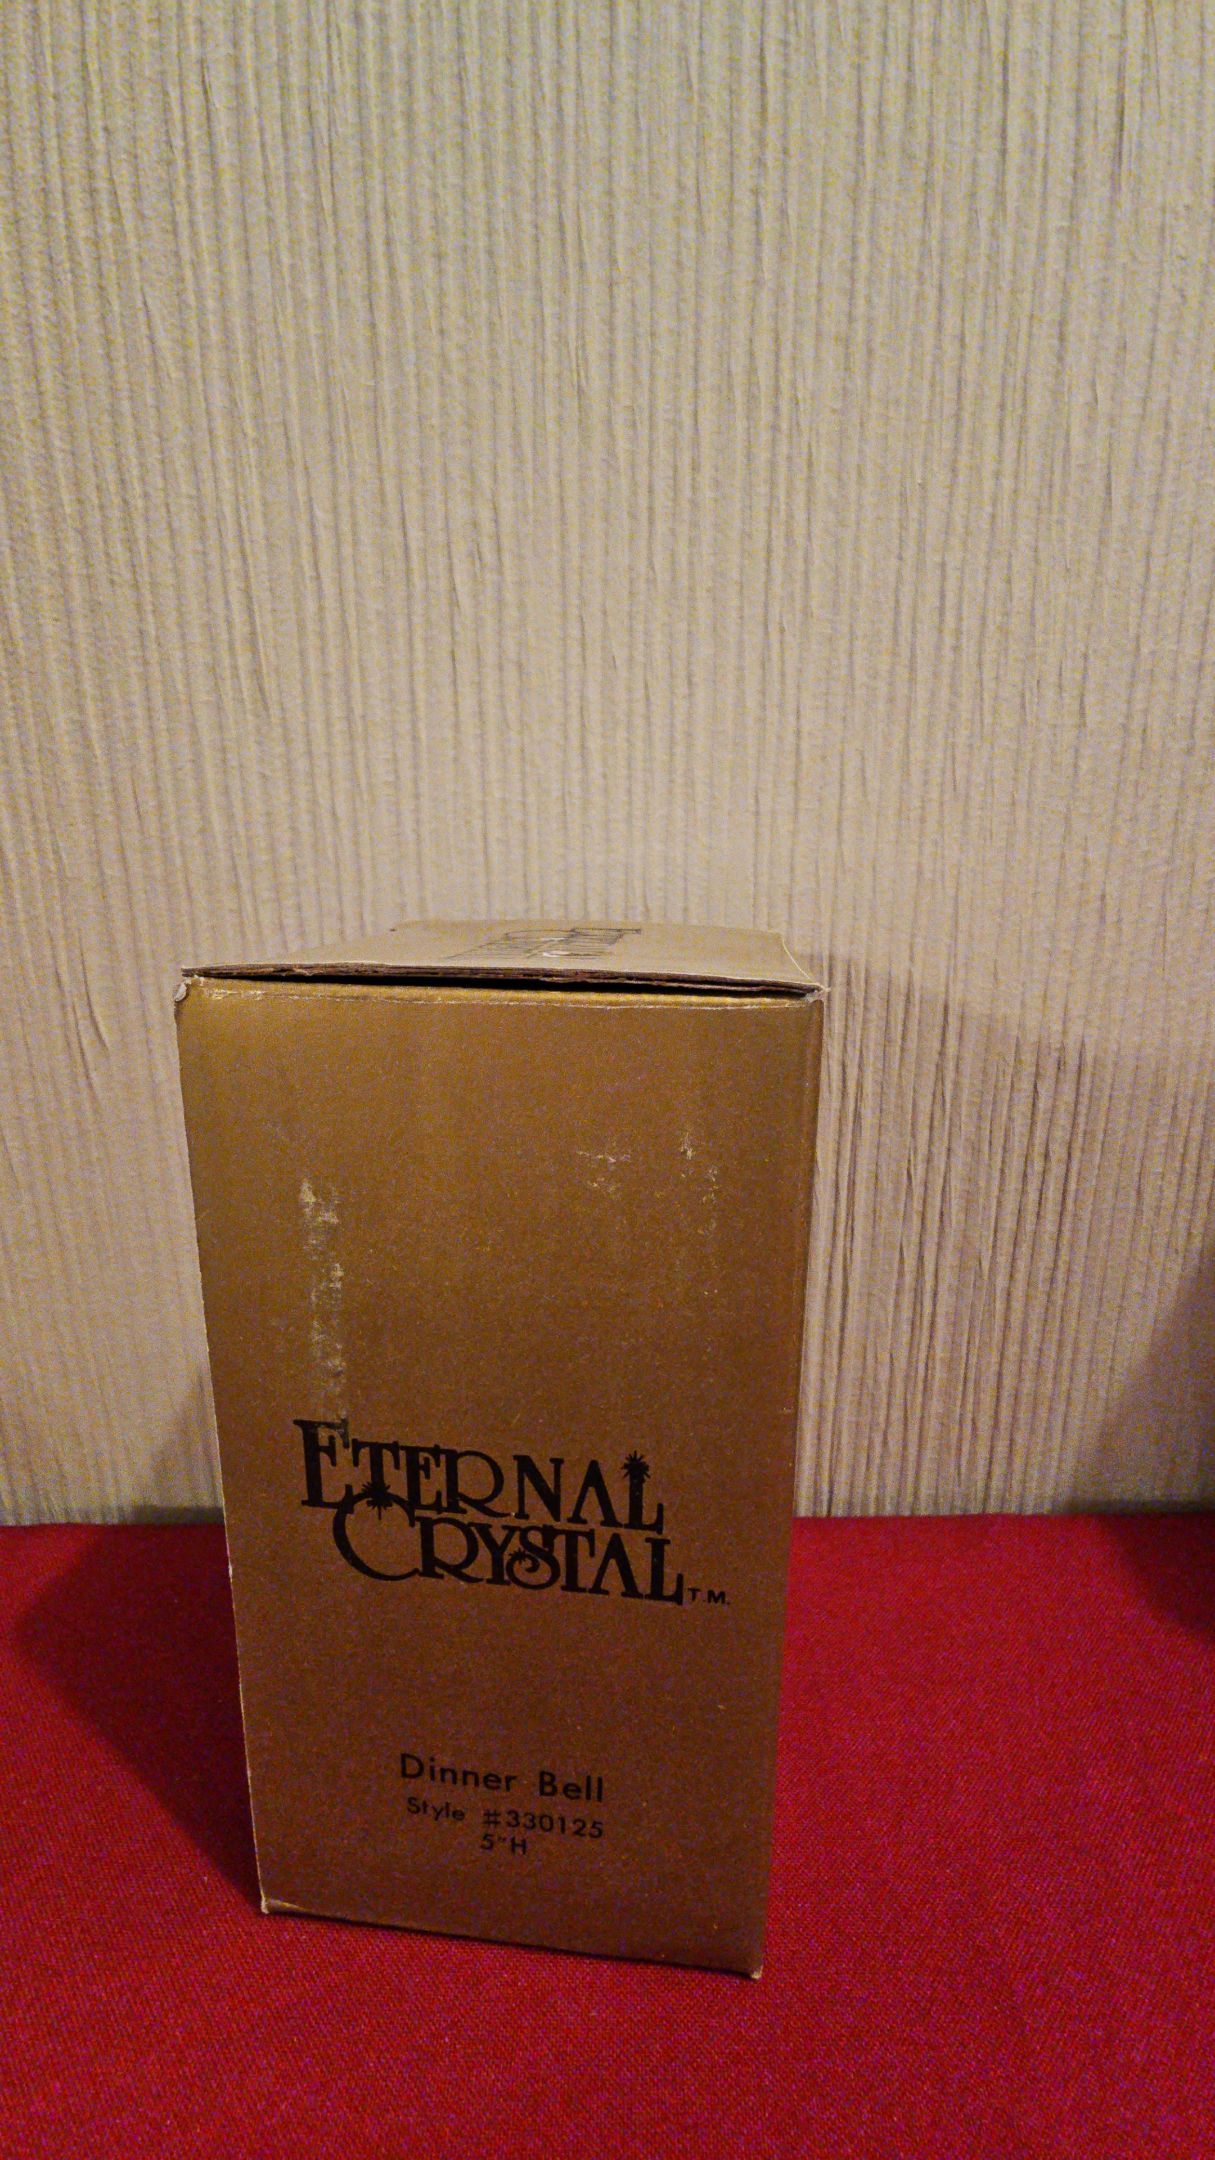 ETERNAL
CRYSTAL T.M.
Dinner Bell
Style #330125
5"H